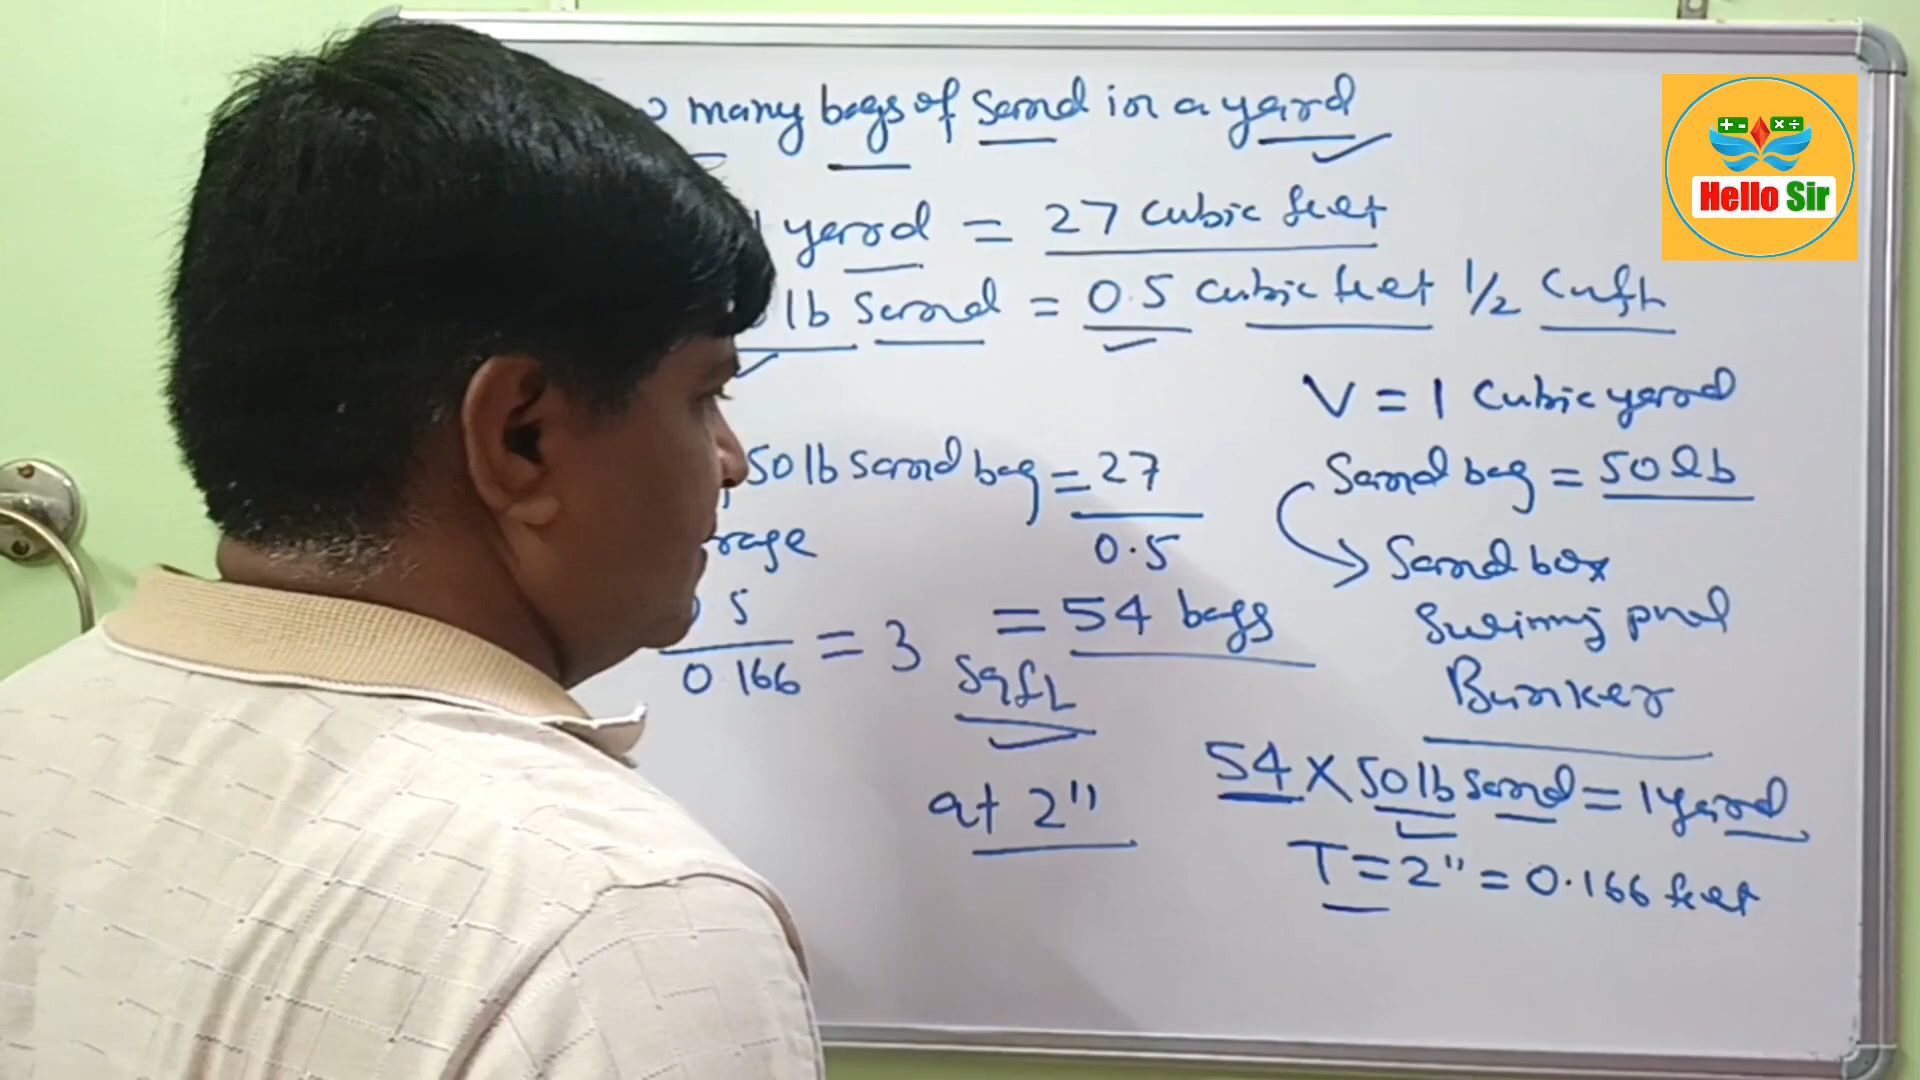 many bags of sand in a yard
yard = 27 cubic feet
lb sand = 0.5 cubic feet 1/2 Cuft
V = 1 Cubic yard
50 lb sand bag = 27
0.5
Sand bag = 50 lb
rage
Sand box
5
0.166
= 3
sqft
= 54 bags
Bunker
at 2"
54 X 50 lb sand = 1 yard
T = 2" = 0.166 feet
+ - × ÷
Hello Sir